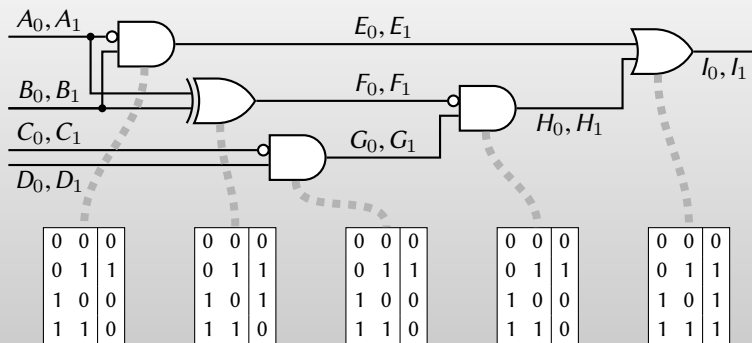 A₀, A₁
E₀, E₁
I₀, I₁
B₀, B₁
F₀, F₁
H₀, H₁
C₀, C₁
G₀, G₁
D₀, D₁
0 0 0 0 0 0 0 0 0 0 0 0 0 0 0
0 1 1 0 1 1 0 1 1 0 1 1 0 1 1
1 0 0 1 0 1 1 0 0 1 0 0 1 0 1
1 1 0 1 1 0 1 1 0 1 1 0 1 1 1